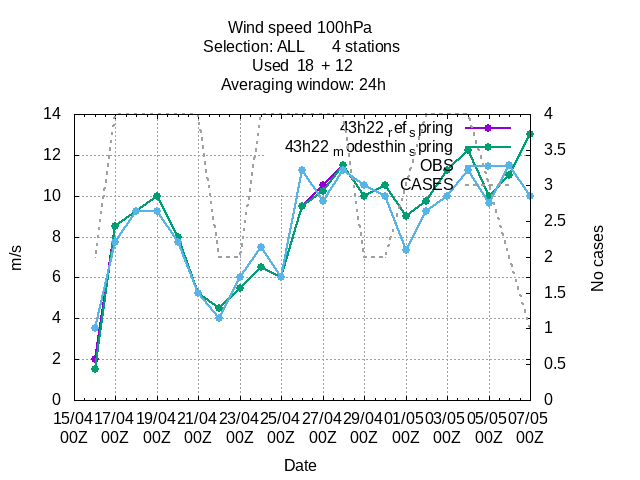 Wind speed 100hPa
Selection: ALL 4 stations
Used 18 + 12
Averaging window: 24h
43h22 ref spring
43h22 modesthin spring
OBS
CASES
14
12
10
8
6
4
2
0
m/s
4
3.5
3
2.5
2
1.5
1
0.5
0
No cases
15/04 17/04 19/04 21/04 23/04 25/04 27/04 29/04 01/05 03/05 05/05 07/05
00Z 00Z 00Z 00Z 00Z 00Z 00Z 00Z 00Z 00Z 00Z 00Z
Date